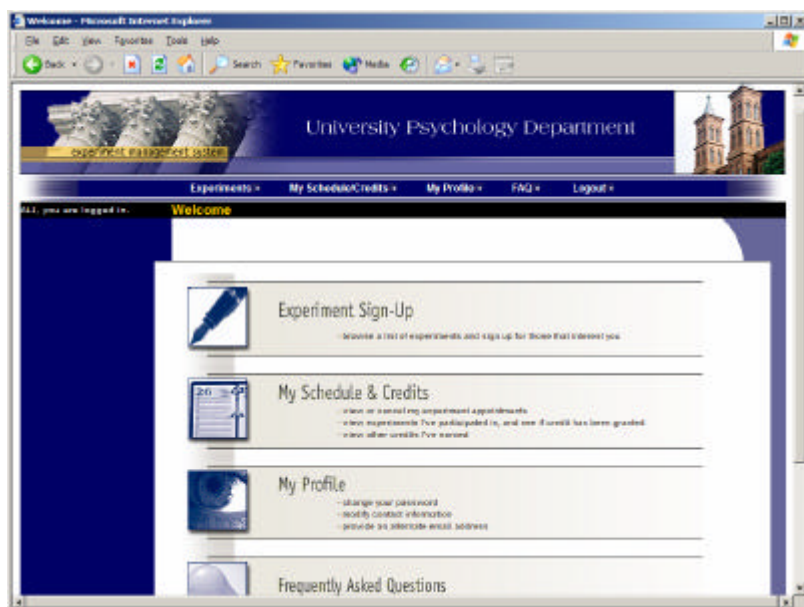 Welcome - Microsoft Internet Explorer
File Edit View Favorites Tools Help
Back Search Favorites Media
University Psychology Department
experiment management system
Experiments » My Schedule/Credits » My Profile » FAQ » Logout »
you are logged in. Welcome
Experiment Sign-Up
- browse a list of experiments and sign up for those that interest you
26
My Schedule & Credits
- view or cancel my experiment appointments
- view experiments I've participated in, and see if credit has been granted
- view other credits I've earned
My Profile
- change your password
- modify contact information
- provide an alternate email address
Frequently Asked Questions